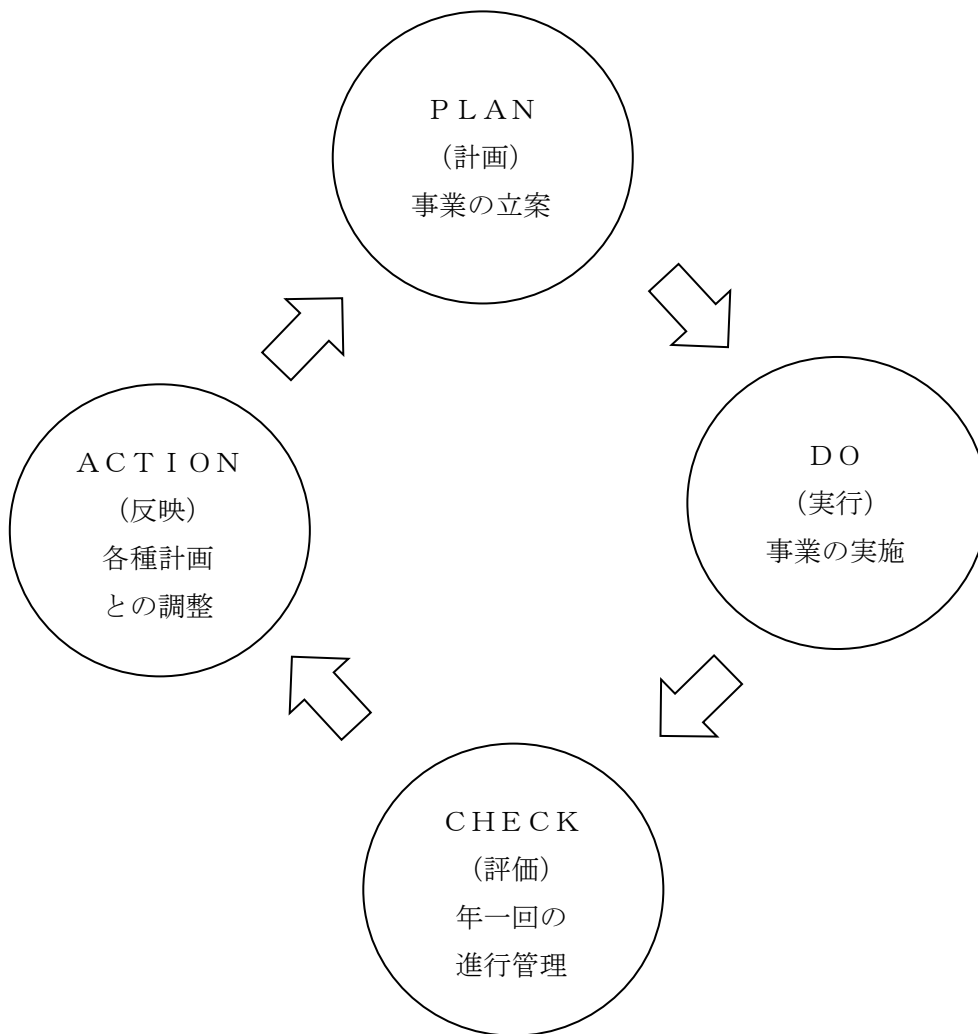 ＰＬＡＮ
（計画）
事業の立案
ＤＯ
（実行）
事業の実施
ＣＨＥＣＫ
（評価）
年一回の
進行管理
ＡＣＴＩＯＮ
（反映）
各種計画
との調整